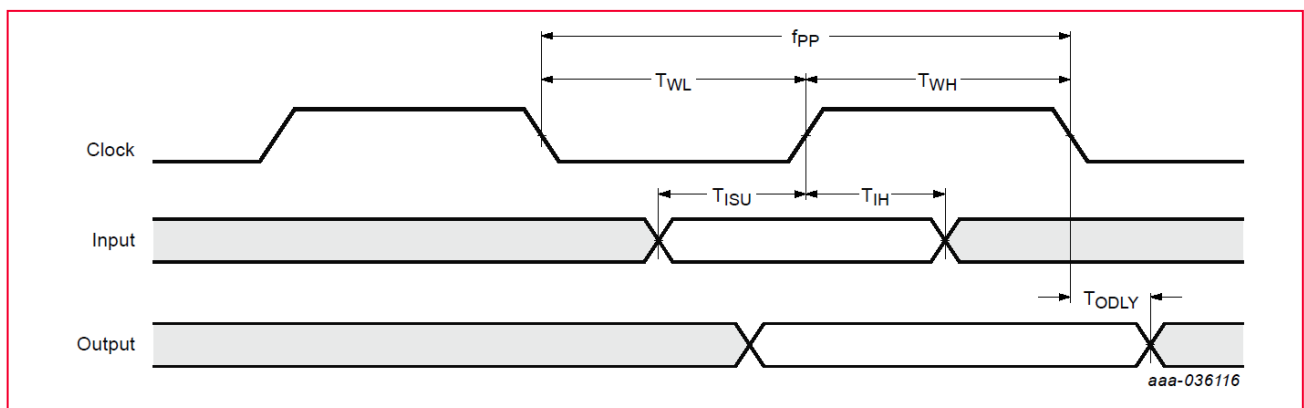 fPP
TWL
TWH
Clock
TISU
TIH
Input
TODLY
Output
aaa-036116